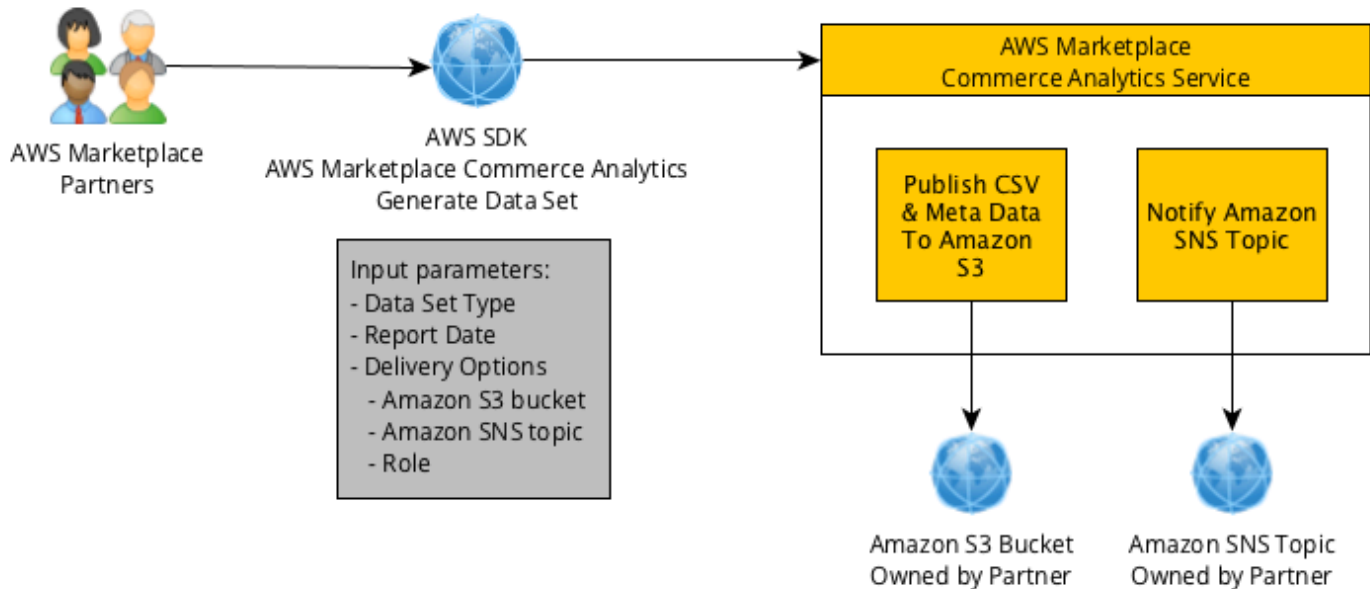 AWS Marketplace
Partners
AWS SDK
AWS Marketplace Commerce Analytics
Generate Data Set
Input parameters:
- Data Set Type
- Report Date
- Delivery Options
- Amazon S3 bucket
- Amazon SNS topic
- Role
AWS Marketplace
Commerce Analytics Service
Publish CSV
& Meta Data
To Amazon
S3
Notify Amazon
SNS Topic
Amazon S3 Bucket
Owned by Partner
Amazon SNS Topic
Owned by Partner